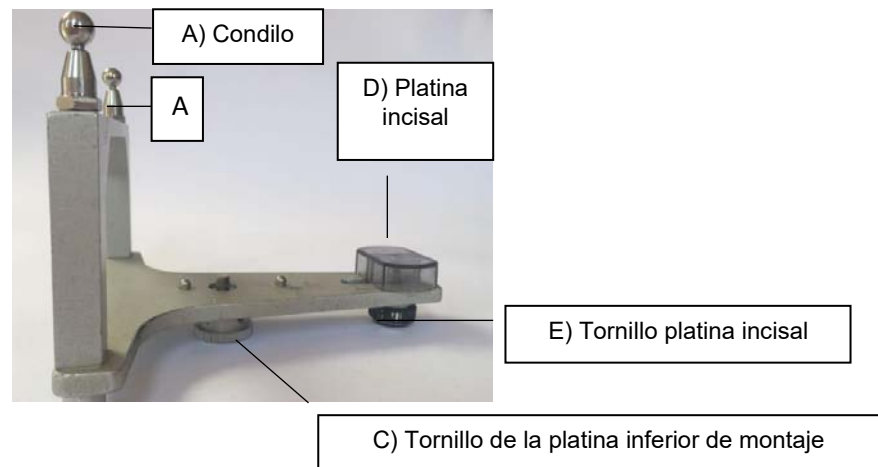 A) Condilo
A
D) Platina
incisal
E) Tornillo platina incisal
C) Tornillo de la platina inferior de montaje